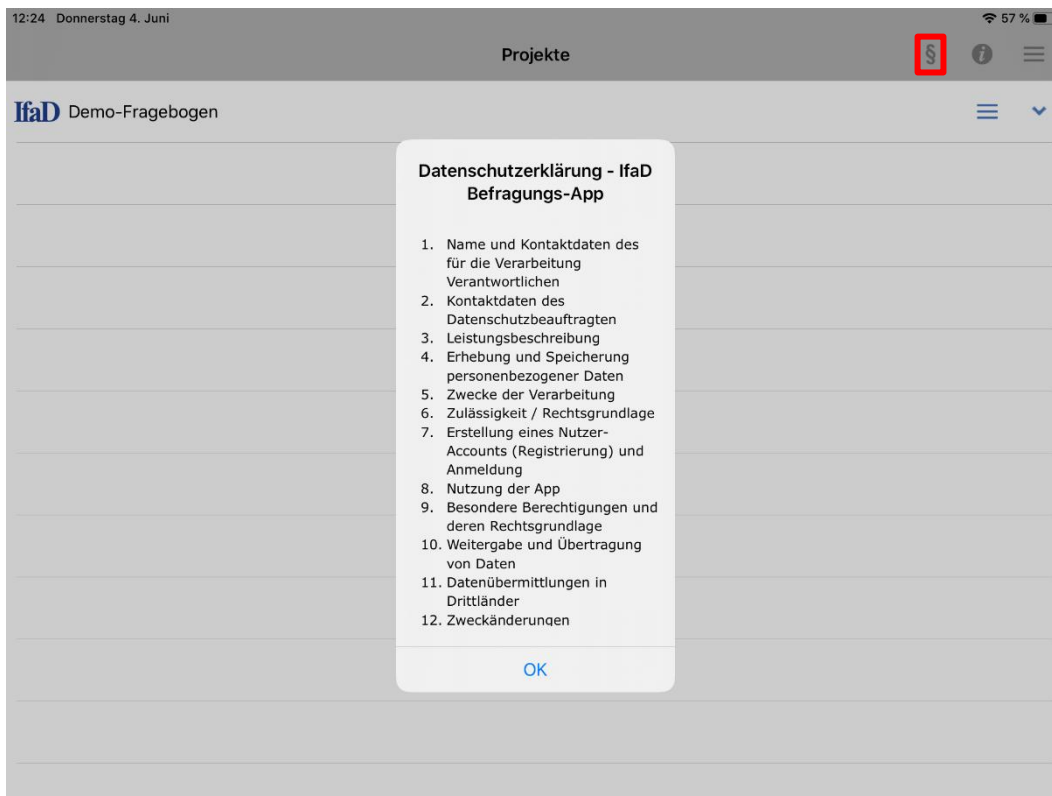 12:24 Donnerstag 4. Juni
57 %
Projekte
§
i
IfaD Demo-Fragebogen
Datenschutzerklärung - IfaD
Befragungs-App
1. Name und Kontaktdaten des
für die Verarbeitung
Verantwortlichen
2. Kontaktdaten des
Datenschutzbeauftragten
3. Leistungsbeschreibung
4. Erhebung und Speicherung
personenbezogener Daten
5. Zwecke der Verarbeitung
6. Zulässigkeit / Rechtsgrundlage
7. Erstellung eines Nutzer-
Accounts (Registrierung) und
Anmeldung
8. Nutzung der App
9. Besondere Berechtigungen und
deren Rechtsgrundlage
10. Weitergabe und Übertragung
von Daten
11. Datenübermittlungen in
Drittländer
12. Zweckänderungen
OK